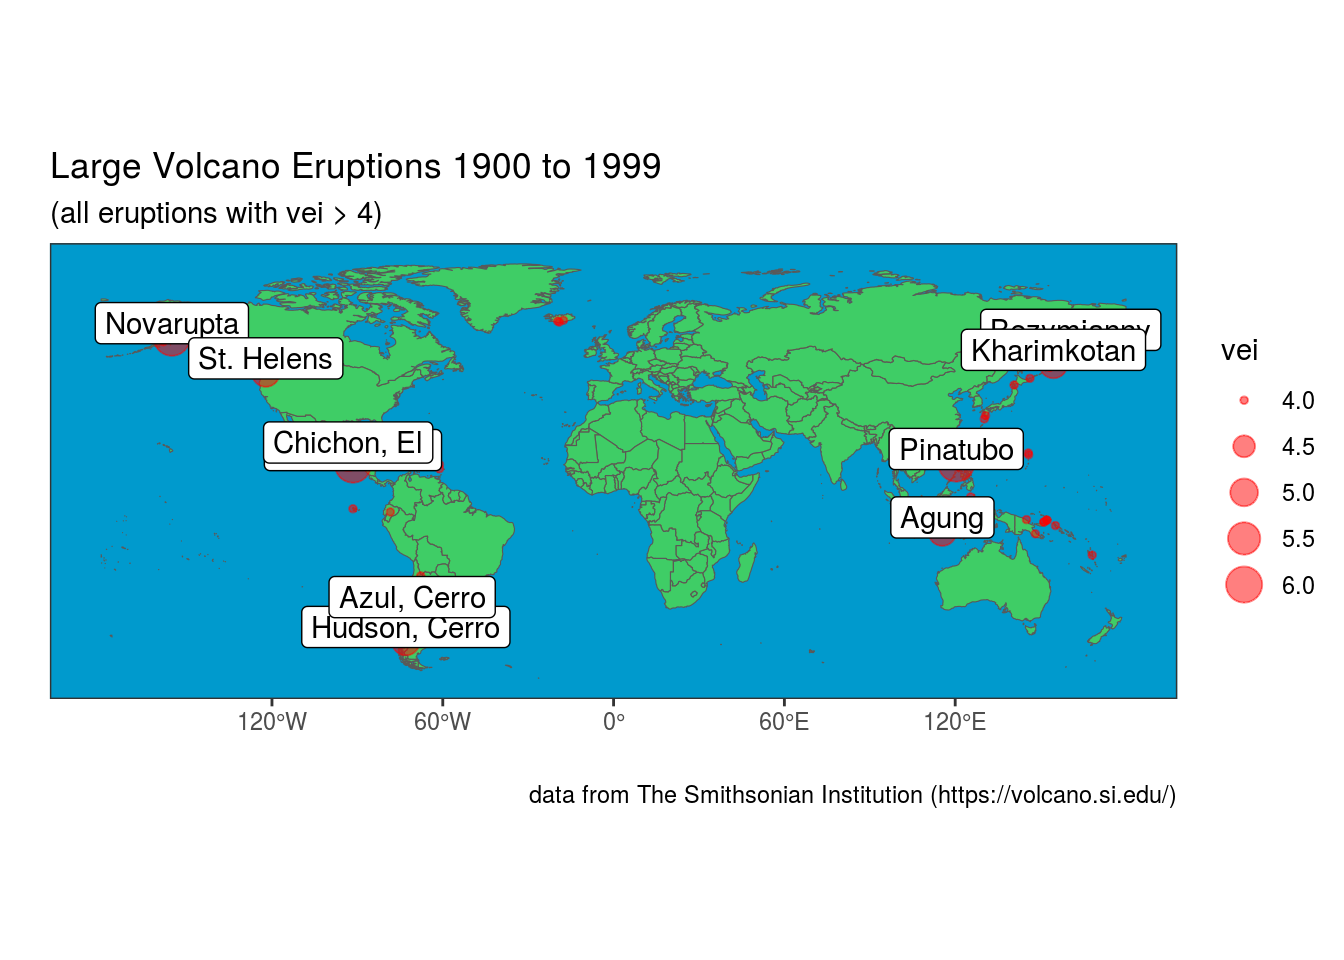 Large Volcano Eruptions 1900 to 1999
(all eruptions with vei > 4)
Novarupta
St. Helens
Bezymianny
Kharimkotan
Chichon, El
Pinatubo
Agung
Azul, Cerro
Hudson, Cerro
120°W
60°W
0°
60°E
120°E
vei
4.0
4.5
5.0
5.5
6.0
data from The Smithsonian Institution (https://volcano.si.edu/)